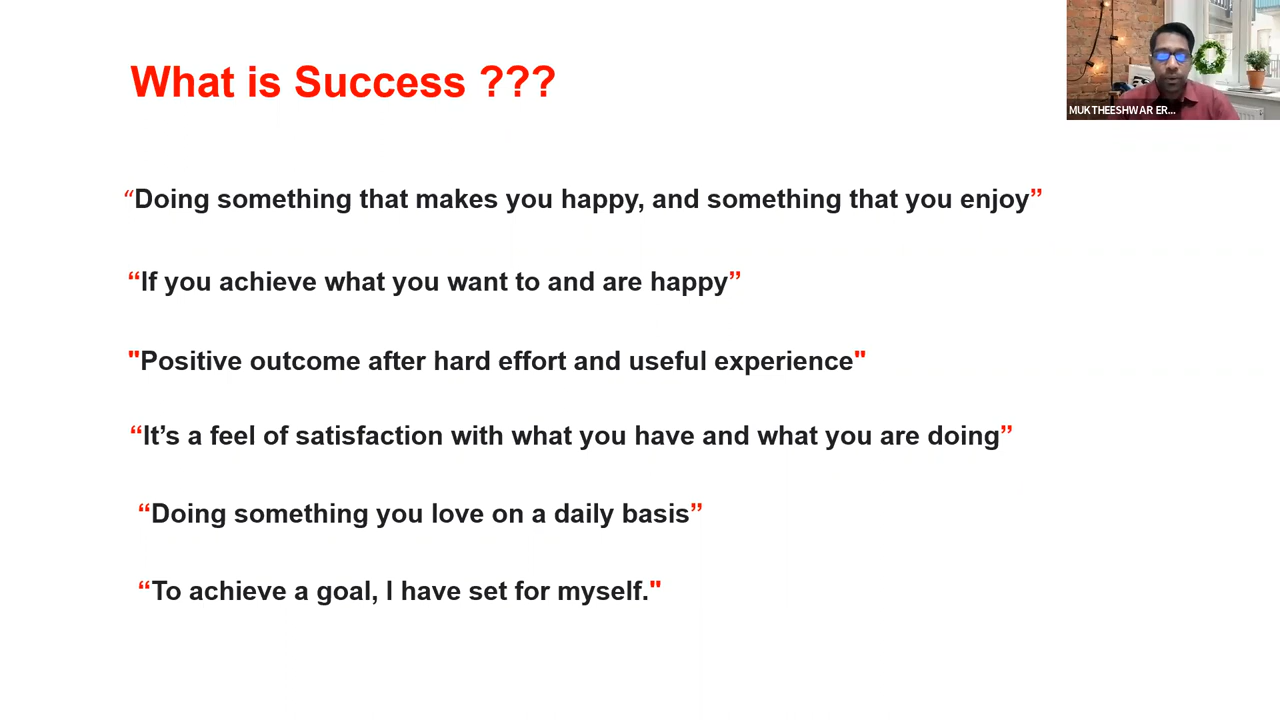 What is Success ???
MUKTHEESHWAR ER...
“Doing something that makes you happy, and something that you enjoy”
“If you achieve what you want to and are happy”
"Positive outcome after hard effort and useful experience"
“It’s a feel of satisfaction with what you have and what you are doing”
“Doing something you love on a daily basis”
“To achieve a goal, I have set for myself."